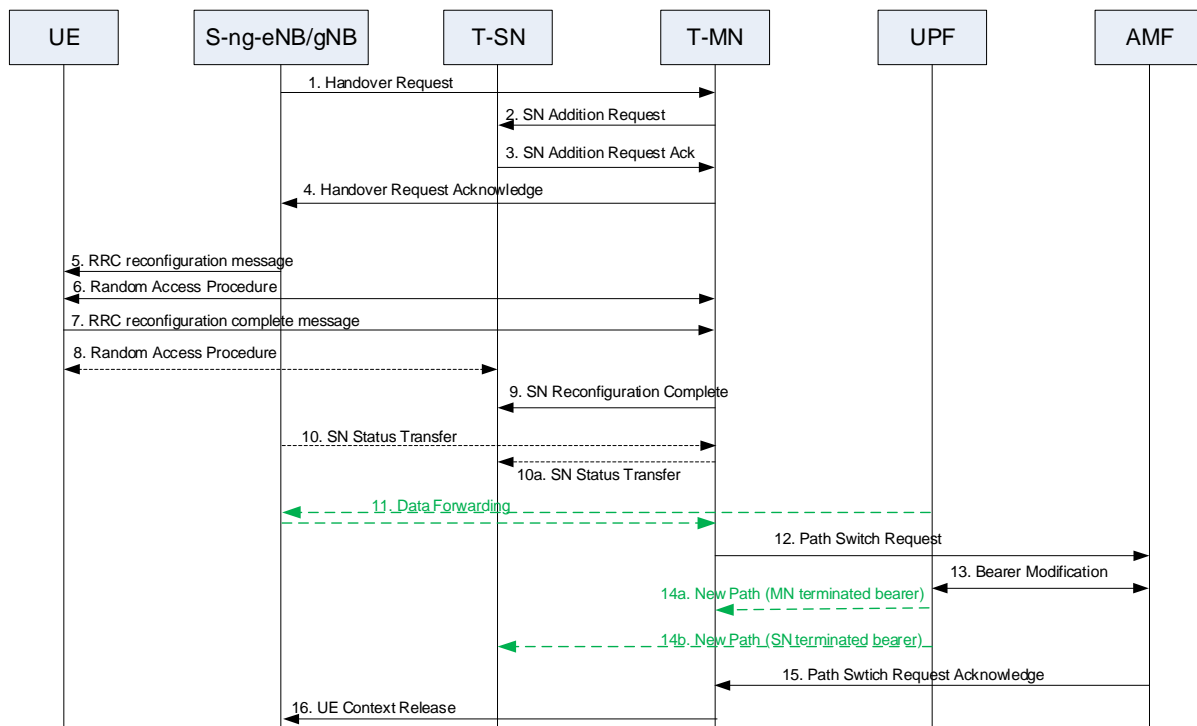 UE
S-ng-eNB/gNB
T-SN
T-MN
UPF
AMF
1. Handover Request
2. SN Addition Request
3. SN Addition Request Ack
4. Handover Request Acknowledge
5. RRC reconfiguration message
6. Random Access Procedure
7. RRC reconfiguration complete message
8. Random Access Procedure
9. SN Reconfiguration Complete
10. SN Status Transfer
10a. SN Status Transfer
11. Data Forwarding
12. Path Switch Request
13. Bearer Modification
14a. New Path (MN terminated bearer)
14b. New Path (SN terminated bearer)
15. Path Swtich Request Acknowledge
16. UE Context Release